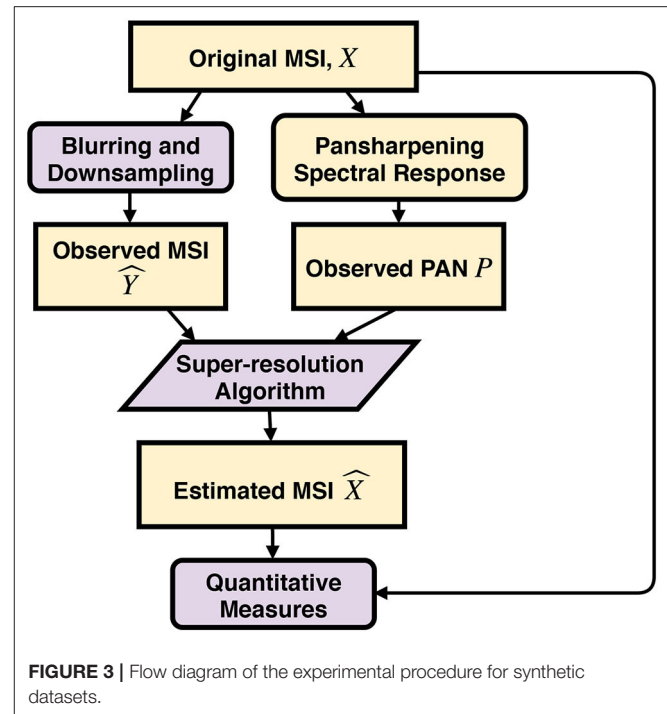 Original MSI, X
Blurring and
Downsampling
Pansharpening
Spectral Response
Observed MSI
Ŷ
Observed PAN P
Super-resolution
Algorithm
Estimated MSI X̂
Quantitative
Measures
FIGURE 3 | Flow diagram of the experimental procedure for synthetic
datasets.